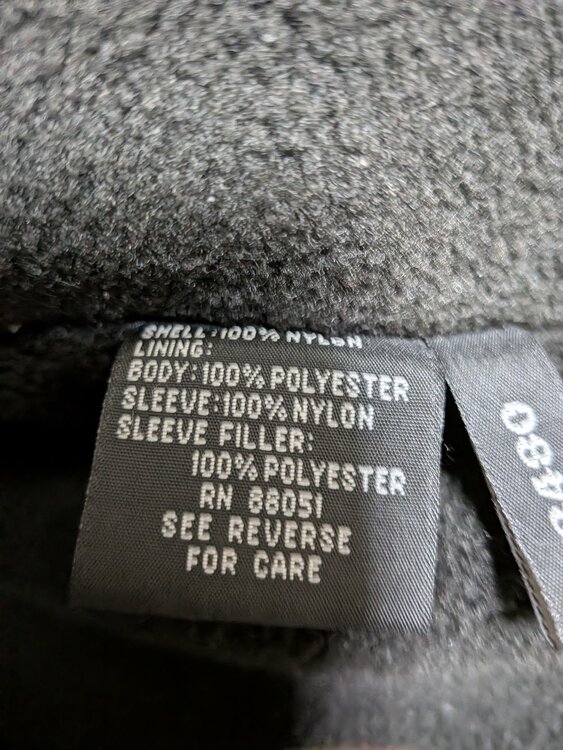 SHELL:100% NYLON
LINING:
BODY:100% POLYESTER
SLEEVE:100% NYLON
SLEEVE FILLER:
100% POLYESTER
RN 88051
SEE REVERSE
FOR CARE